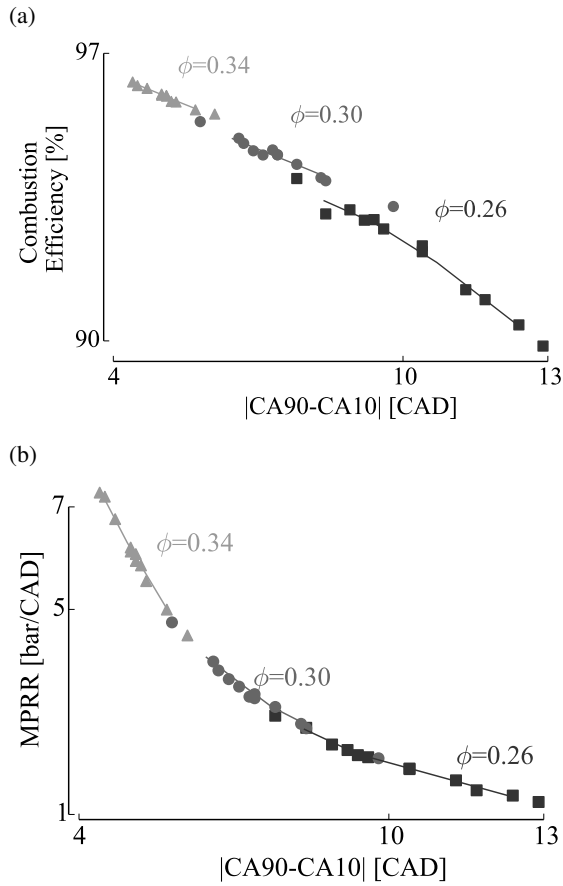 (a)
97
ϕ=0.34
ϕ=0.30
ϕ=0.26
Combustion
Efficiency [%]
90
4
10
13
|CA90-CA10| [CAD]
(b)
7
ϕ=0.34
5
MPRR [bar/CAD]
ϕ=0.30
ϕ=0.26
1
4
10
13
|CA90-CA10| [CAD]